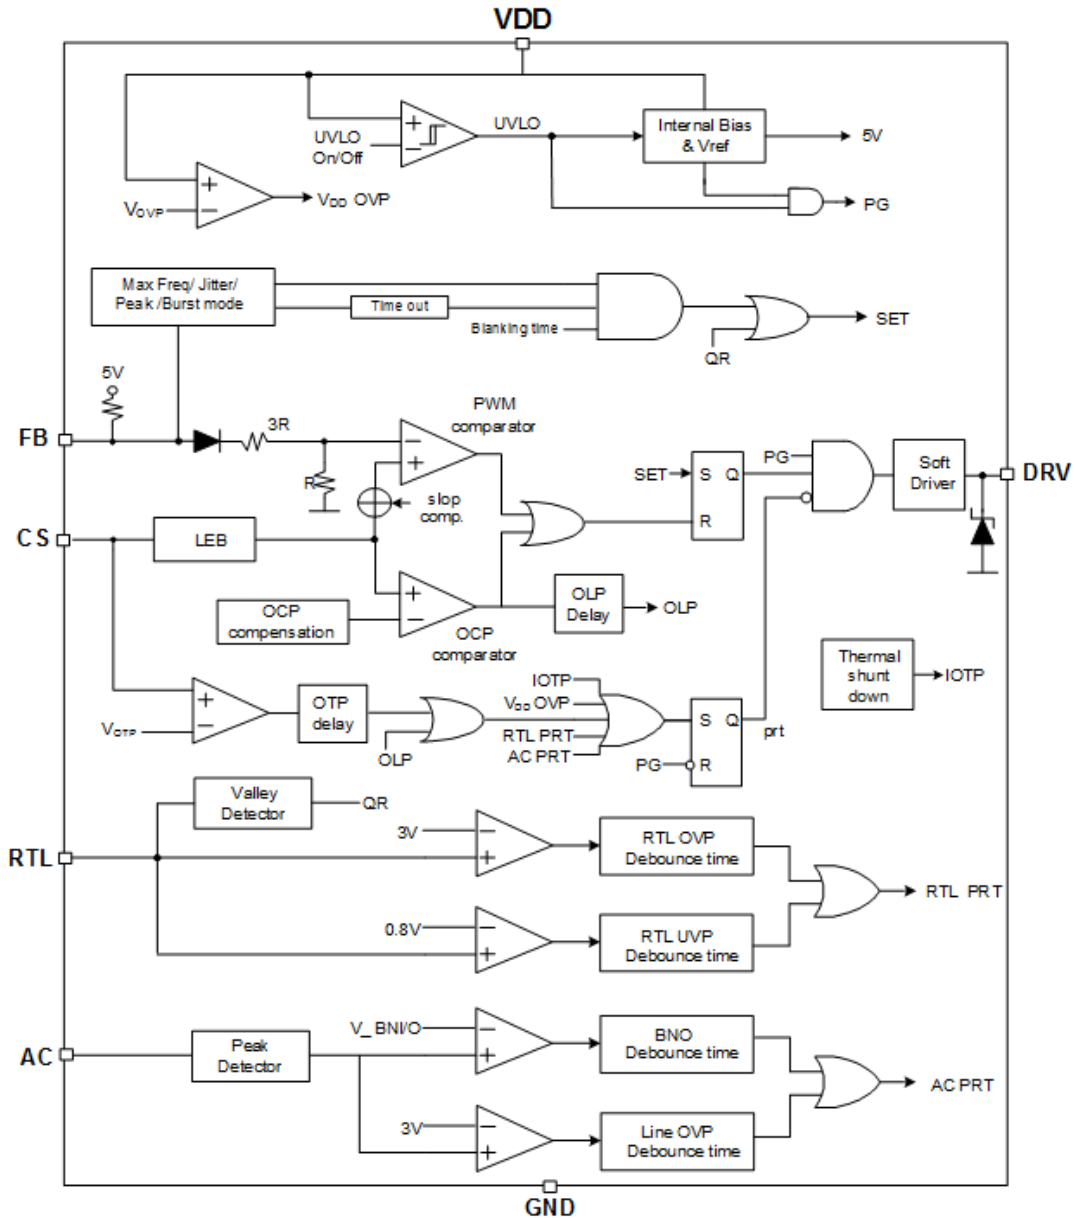 VDD
UVLO
On/Off
UVLO
Internal Bias
& Vref
5V
VOVP
VDD OVP
PG
Max Freq/ Jitter/
Peak /Burst mode
Time out
Blanking time
QR
SET
5V
FB
3R
R
PWM
comparator
slop
comp.
SET
S
Q
R
PG
Soft
Driver
DRV
CS
LEB
OCP
compensation
OCP
comparator
OLP
Delay
OLP
Thermal
shunt
down
IOTP
VOTP
OTP
delay
OLP
IOTP
VDD OVP
RTL PRT
AC PRT
S
Q
PG
R
prt
Valley
Detector
QR
RTL
3V
RTL OVP
Debounce time
RTL PRT
0.8V
RTL UVP
Debounce time
AC
Peak
Detector
V_BNI/O
BNO
Debounce time
AC PRT
3V
Line OVP
Debounce time
GND